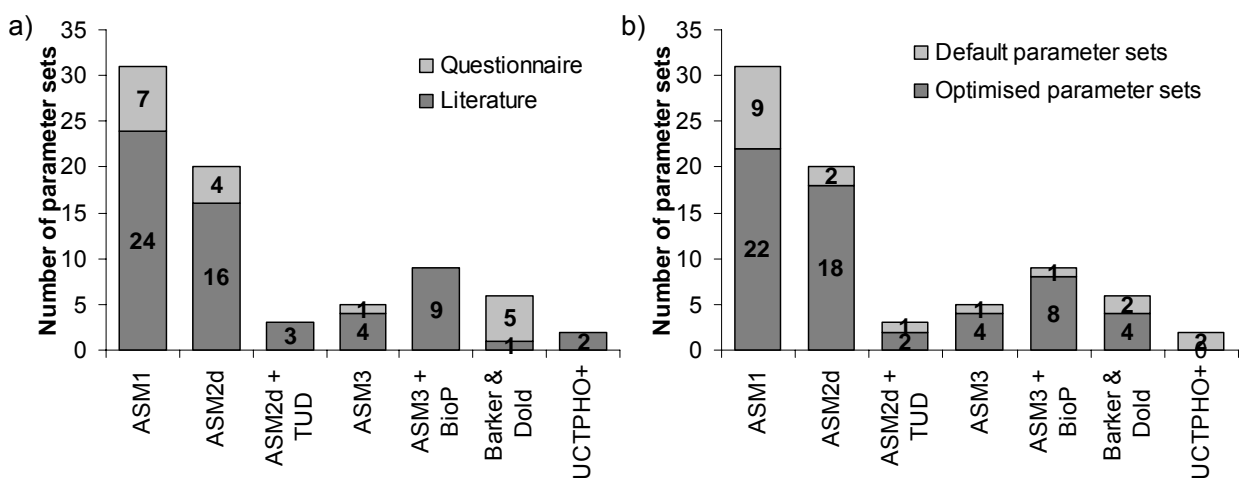 a)
Number of parameter sets
35
30
25
20
15
10
5
0
Questionnaire
Literature
7
24
4
16
3
1
4
9
5
1
2
ASM1
ASM2d
ASM2d +
TUD
ASM3
ASM3 +
BioP
Barker &
Dold
UCTPHO+
b)
Number of parameter sets
35
30
25
20
15
10
5
0
Default parameter sets
Optimised parameter sets
9
22
2
18
1
2
1
4
1
8
2
4
2
0
ASM1
ASM2d
ASM2d +
TUD
ASM3
ASM3 +
BioP
Barker &
Dold
UCTPHO+